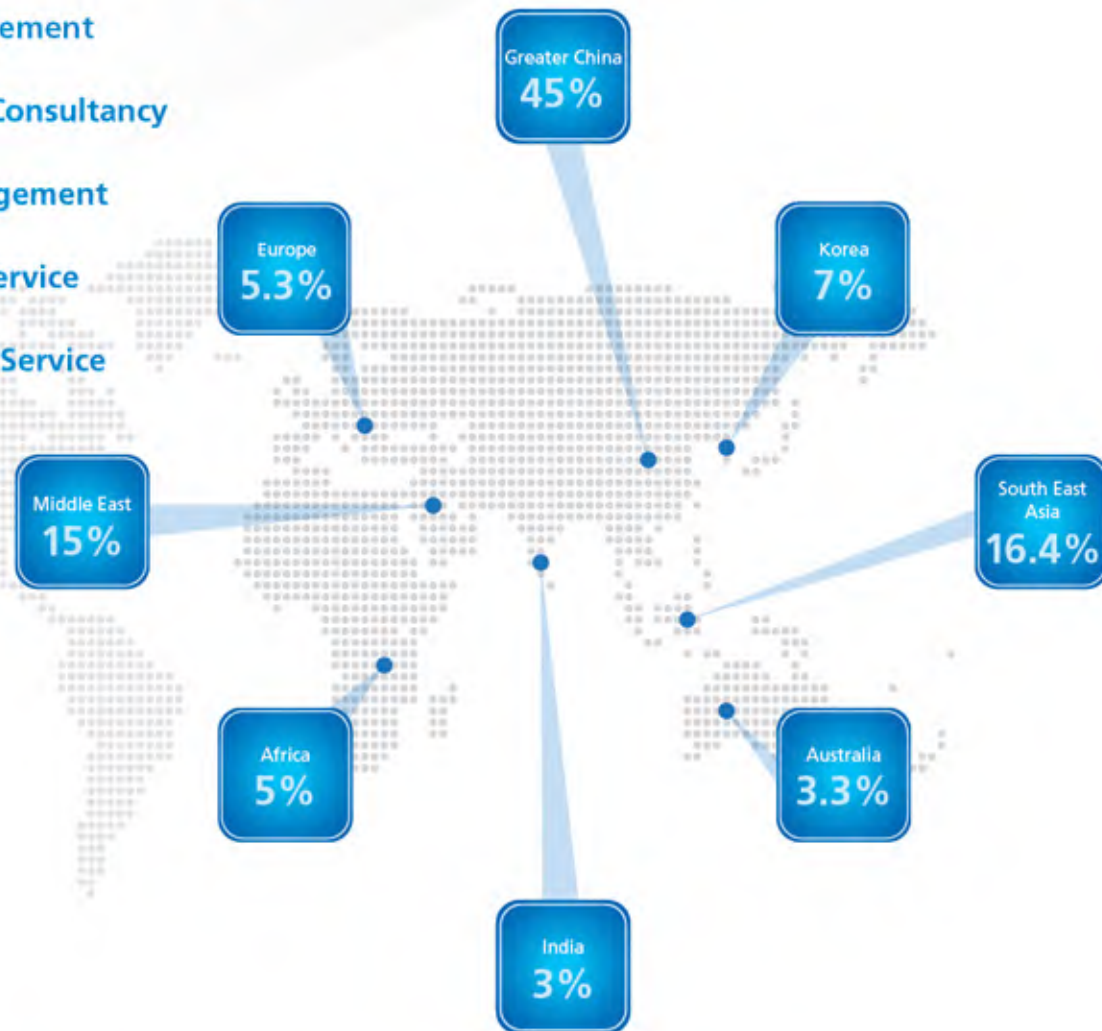 ement
Consultancy
gement
ervice
Service
Greater China
45%
Europe
5.3%
Korea
7%
Middle East
15%
South East
Asia
16.4%
Africa
5%
Australia
3.3%
India
3%